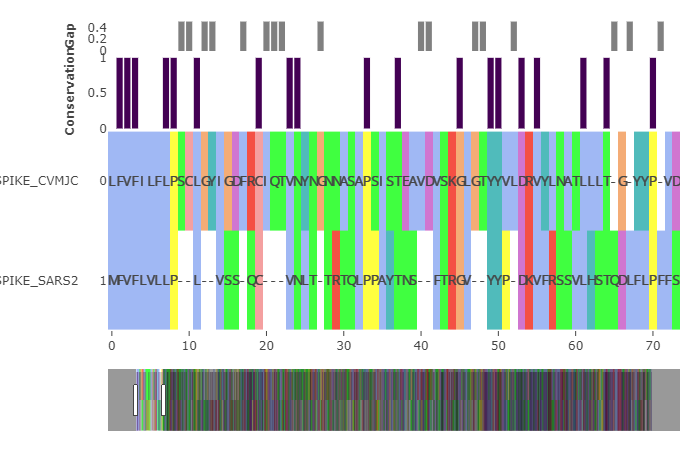 Gap
0.4
0.2
0
Conservation
1
0.5
0
SPIKE_CVMJC 0 LFVFILFLPSCLGYIGDFRCIQTVNYNGNNASAPSISTEAVDVSKGLGTYYVLDRVYLNATLLLT-G-YYP-VD
SPIKE_SARS2 1 MFVFLVLLP--L--VSS-QC---VNLT-TRTQLPPAYTNS--FTRGV--YYP-DKVFRSSVLHSTQDLFLPFFS
0 10 20 30 40 50 60 70